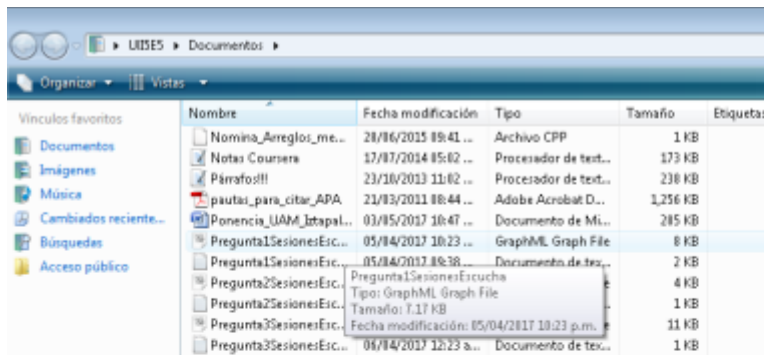 UII5E5 ▸ Documentos ▸
Organizar Vistas
Vínculos favoritos
Documentos
Imágenes
Música
Cambiados reciente...
Búsquedas
Acceso público
Nombre Fecha modificación Tipo Tamaño Etiquetas
Nomina_Arreglos_me... 28/06/2015 09:41 ... Archivo CPP 1 KB
Notas Coursera 17/07/2014 05:02 ... Procesador de text... 173 KB
Párrafos!!! 23/10/2013 11:02 ... Procesador de text... 238 KB
pautas_para_citar_APA 21/03/2011 08:44 ... Adobe Acrobat D... 1,256 KB
Ponencia_UAM_Iztapal... 03/05/2017 10:47 ... Documento de Mi... 285 KB
Pregunta1SesionesEsc... 05/04/2017 10:23 ... GraphML Graph File 8 KB
Pregunta1SesionesEsc... 05/04/2017 09:38 ... Documento de tex... 2 KB
Pregunta2SesionesEsc... 4 KB
Pregunta2SesionesEsc... 1 KB
Pregunta3SesionesEsc... 11 KB
Pregunta3SesionesEsc... 06/04/2017 12:23 a... Documento de tex... 1 KB
Pregunta1SesionesEscucha
Tipo: GraphML Graph File
Tamaño: 7.17 KB
Fecha modificación: 05/04/2017 10:23 p.m.